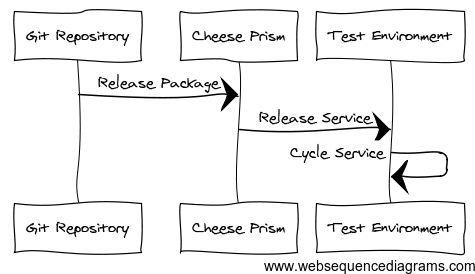 Git Repository
Cheese Prism
Test Environment
Release Package
Release Service
Cycle Service
Git Repository
Cheese Prism
Test Environment
www.websequencediagrams.com